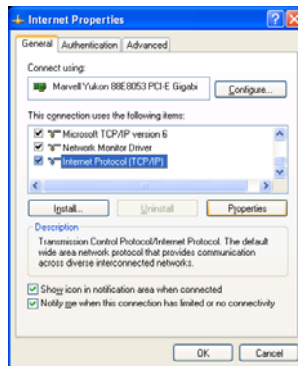 Internet Properties
General Authentication Advanced
Connect using:
Marvell Yukon 88E8053 PCI-E Gigabi
Configure...
This connection uses the following items:
Microsoft TCP/IP version 6
Network Monitor Driver
Internet Protocol (TCP/IP)
Install... Uninstall Properties
Description
Transmission Control Protocol/Internet Protocol. The default
wide area network protocol that provides communication
across diverse interconnected networks.
Show icon in notification area when connected
Notify me when this connection has limited or no connectivity
OK Cancel